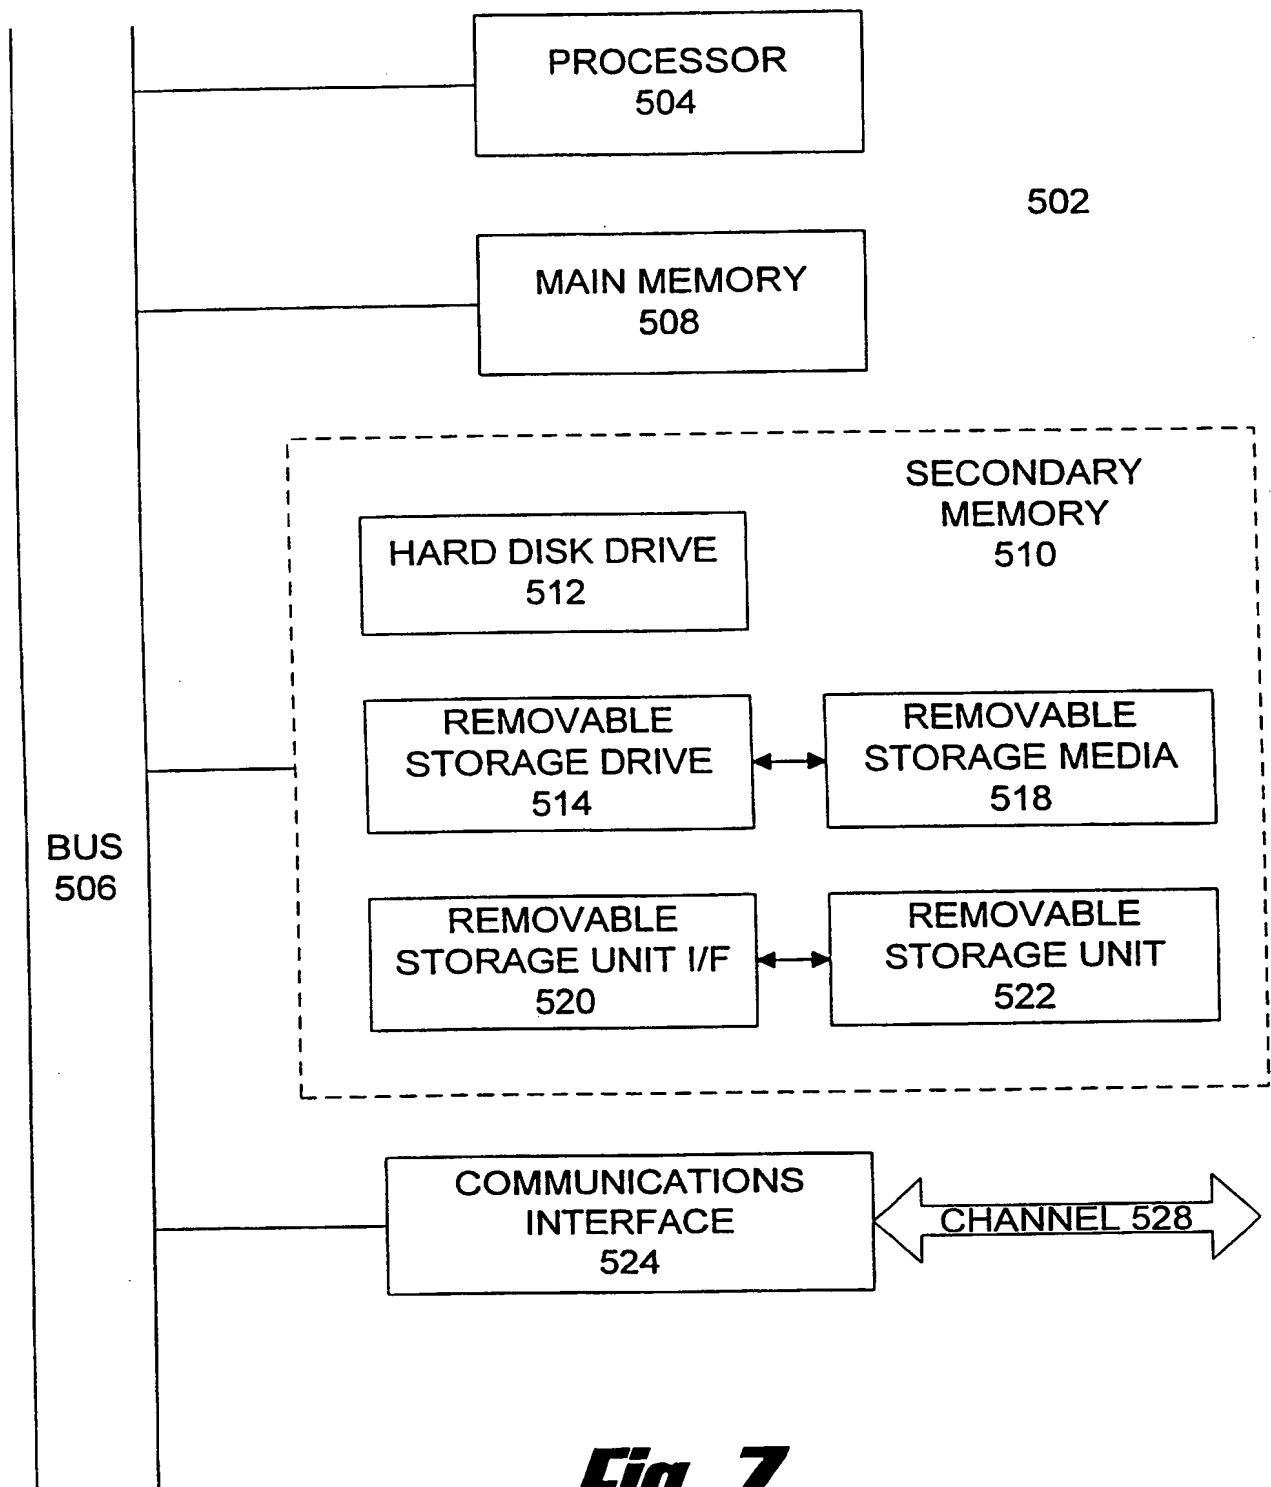 PROCESSOR
504
502
MAIN MEMORY
508
SECONDARY
MEMORY
510
HARD DISK DRIVE
512
REMOVABLE
STORAGE DRIVE
514
REMOVABLE
STORAGE MEDIA
518
BUS
506
REMOVABLE
STORAGE UNIT I/F
520
REMOVABLE
STORAGE UNIT
522
COMMUNICATIONS
INTERFACE
524
CHANNEL 528
Fig. 7